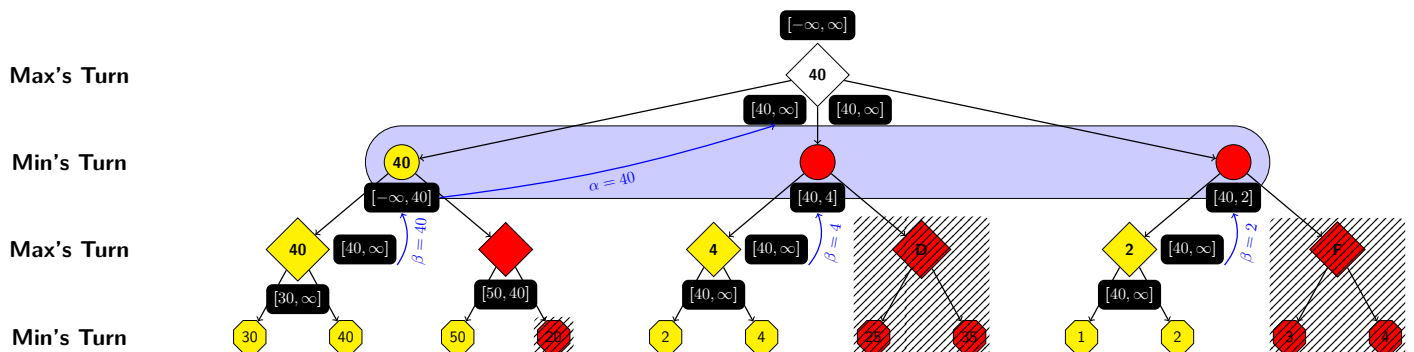 [−∞, ∞]
Max's Turn 40
[40, ∞] [40, ∞]
Min's Turn 40
α = 40
[−∞, 40] [40, 4] [40, 2]
Max's Turn 40 [40, ∞] β = 40 4 [40, ∞] β = 4 D 2 [40, ∞] β = 2 F
[30, ∞] [50, 40] [40, ∞] [40, ∞]
Min's Turn 30 40 50 20 2 4 25 35 1 2 3 4